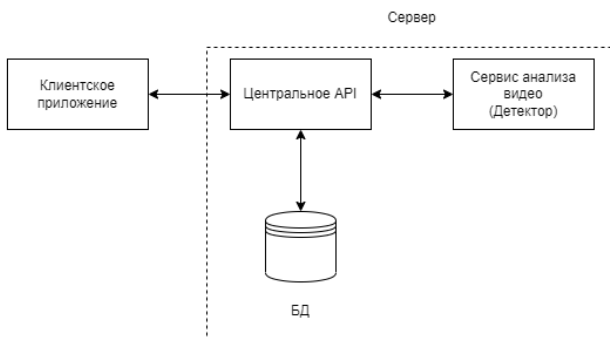 Сервер
Клиентское
приложение
Центральное API
Сервис анализа
видео
(Детектор)
БД